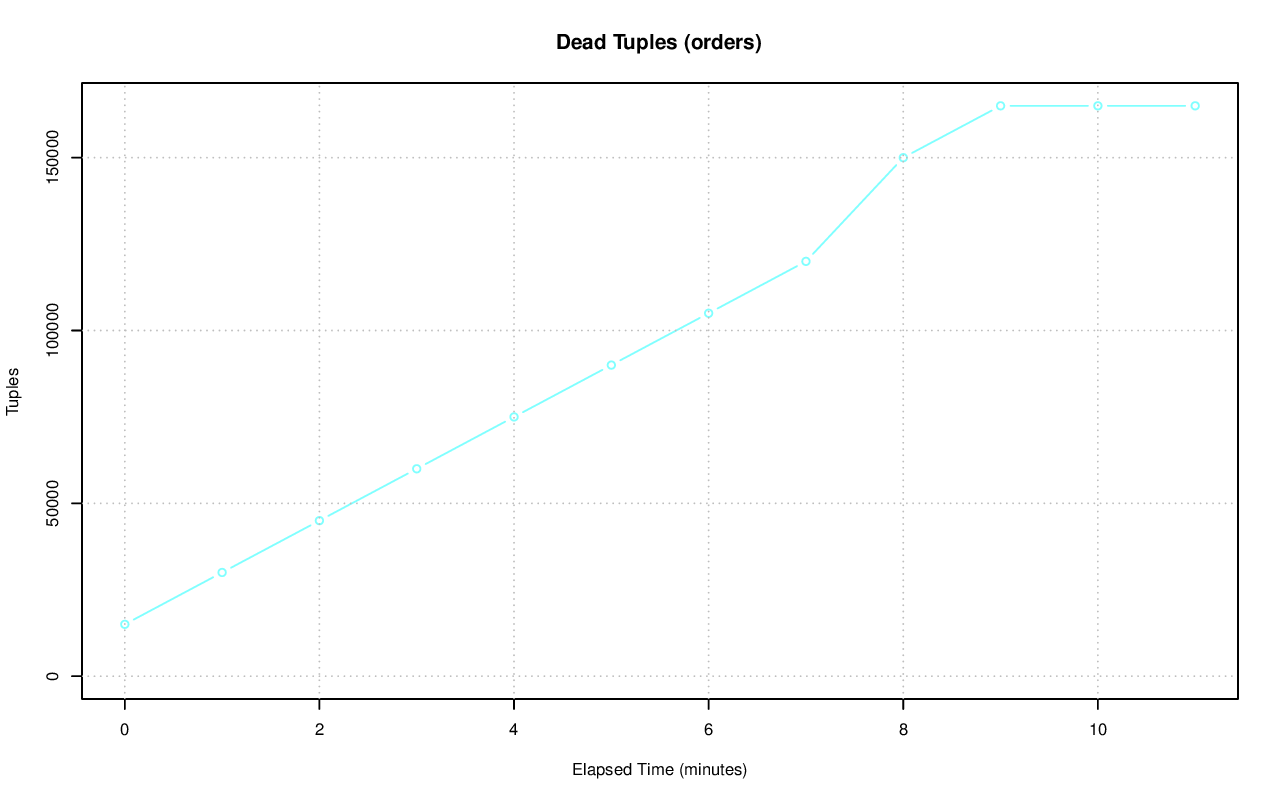 Dead Tuples (orders)
Tuples
150000
100000
50000
0
0 2 4 6 8 10
Elapsed Time (minutes)